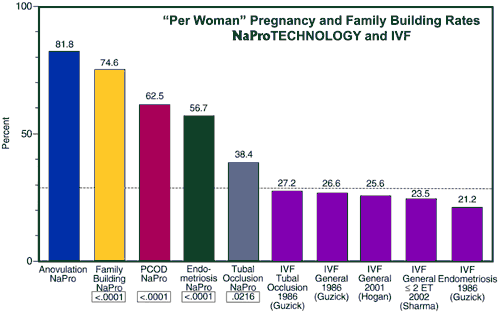 “Per Woman” Pregnancy and Family Building Rates
NaProTECHNOLOGY and IVF
100
50
0
Percent
81.8
74.6
62.5
56.7
38.4
27.2
26.6
25.6
23.5
21.2
Anovulation
NaPro
Family
Building
NaPro
<.0001
PCOD
NaPro
<.0001
Endo-
metriosis
NaPro
<.0001
Tubal
Occlusion
NaPro
.0216
IVF
Tubal
Occlusion
1986
(Guzick)
IVF
General
1986
(Guzick)
IVF
General
2001
(Hogan)
IVF
General
≤ 2 ET
2002
(Sharma)
IVF
Endometriosis
1986
(Guzick)